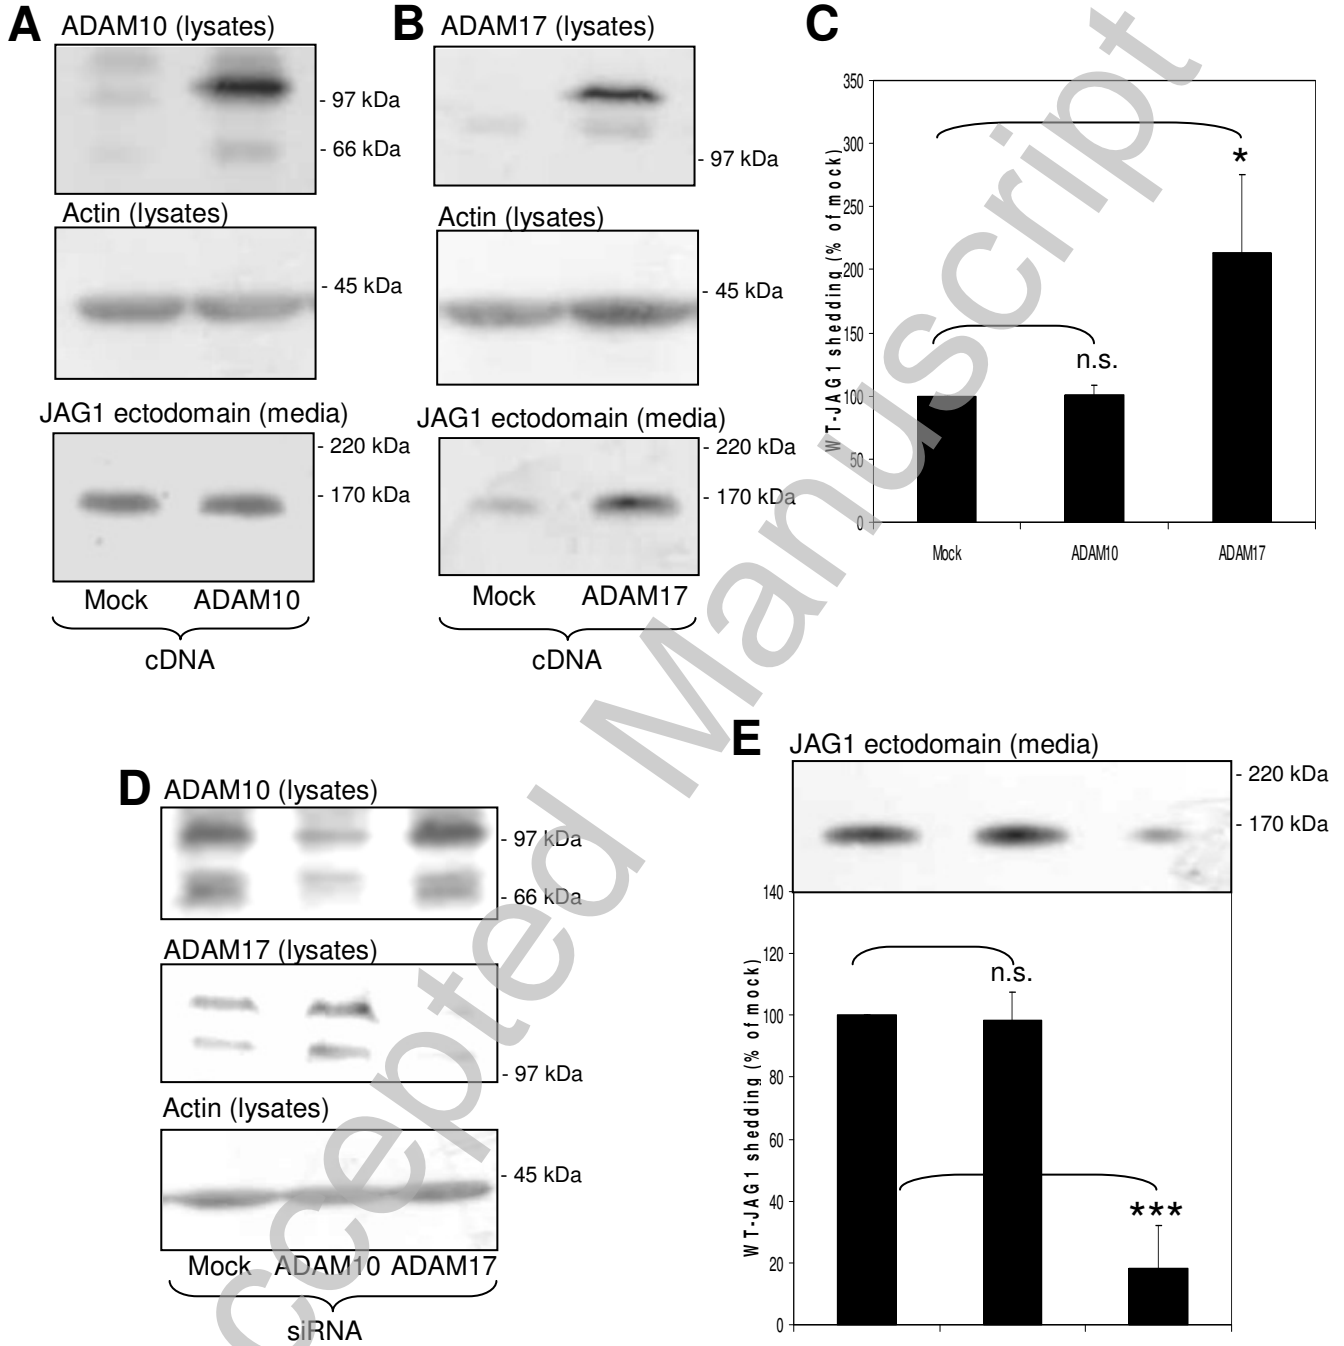 A
ADAM10 (lysates)
- 97 kDa
- 66 kDa
Actin (lysates)
- 45 kDa
JAG1 ectodomain (media)
- 220 kDa
- 170 kDa
Mock ADAM10
cDNA
B
ADAM17 (lysates)
- 97 kDa
Actin (lysates)
- 45 kDa
JAG1 ectodomain (media)
- 220 kDa
- 170 kDa
Mock ADAM17
cDNA
C
WT-JAG1 shedding (% of mock)
350
300
250
200
150
100
50
0
*
n.s.
Mock ADAM10 ADAM17
D
ADAM10 (lysates)
- 97 kDa
- 66 kDa
ADAM17 (lysates)
- 97 kDa
Actin (lysates)
- 45 kDa
Mock ADAM10 ADAM17
siRNA
E
JAG1 ectodomain (media)
- 220 kDa
- 170 kDa
WT-JAG1 shedding (% of mock)
140
120
100
80
60
40
20
0
n.s.
***
ccepted Manuscript